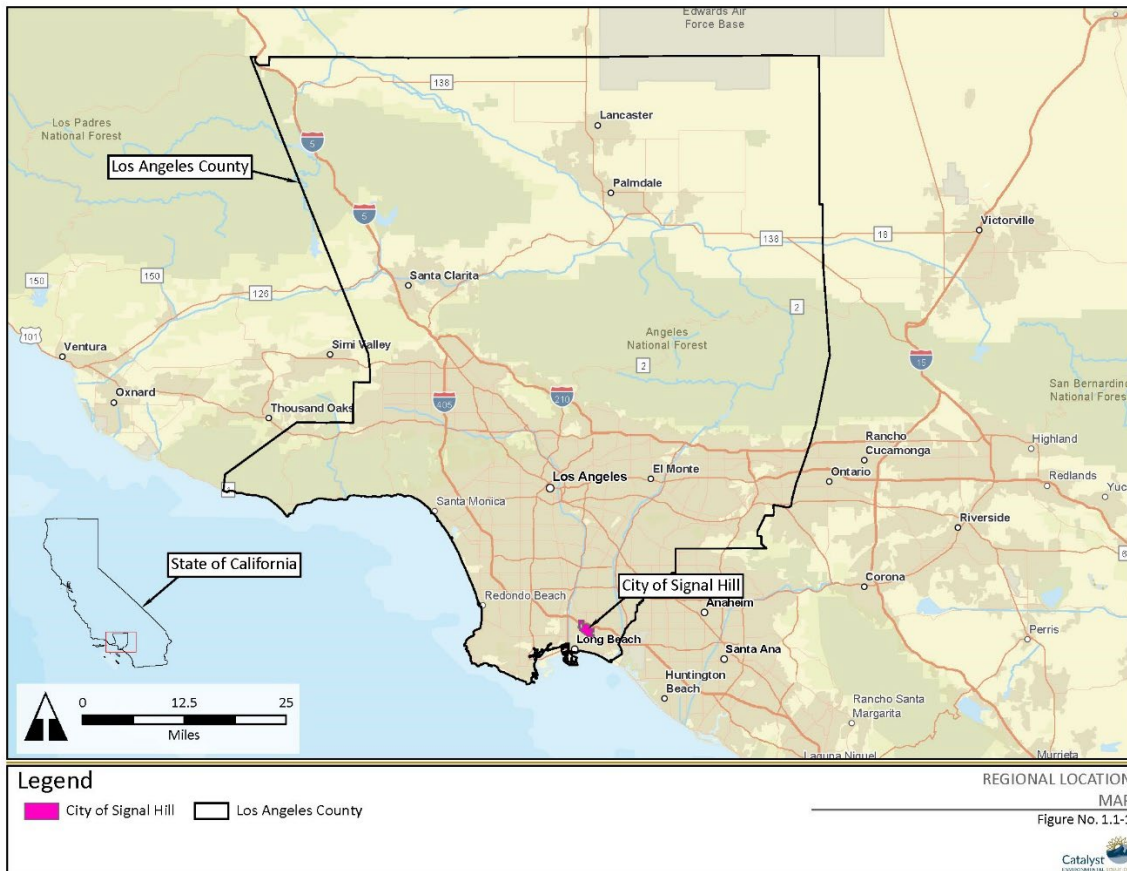 Edwards Air
Force Base
138
Los Padres
National Forest
5
Lancaster
Los Angeles County
Palmdale
5
Victorville
138
18
Santa Clarita
150
150
126
2
101
Ventura
Simi Valley
Angeles
National Forest
2
15
San Bernardino
National Forest
Oxnard
Thousand Oaks
405
210
Rancho
Cucamonga
Highland
Los Angeles
El Monte
Ontario
Redlands
Yuc
1
Santa Monica
Riverside
State of California
City of Signal Hill
Corona
Redondo Beach
Anaheim
Long Beach
Perris
Santa Ana
Huntington
Beach
Rancho Santa
Margarita
0 12.5 25
Miles
Laguna Niguel
Murrieta
Legend
City of Signal Hill
Los Angeles County
REGIONAL LOCATION
MAP
Figure No. 1.1-1
Catalyst